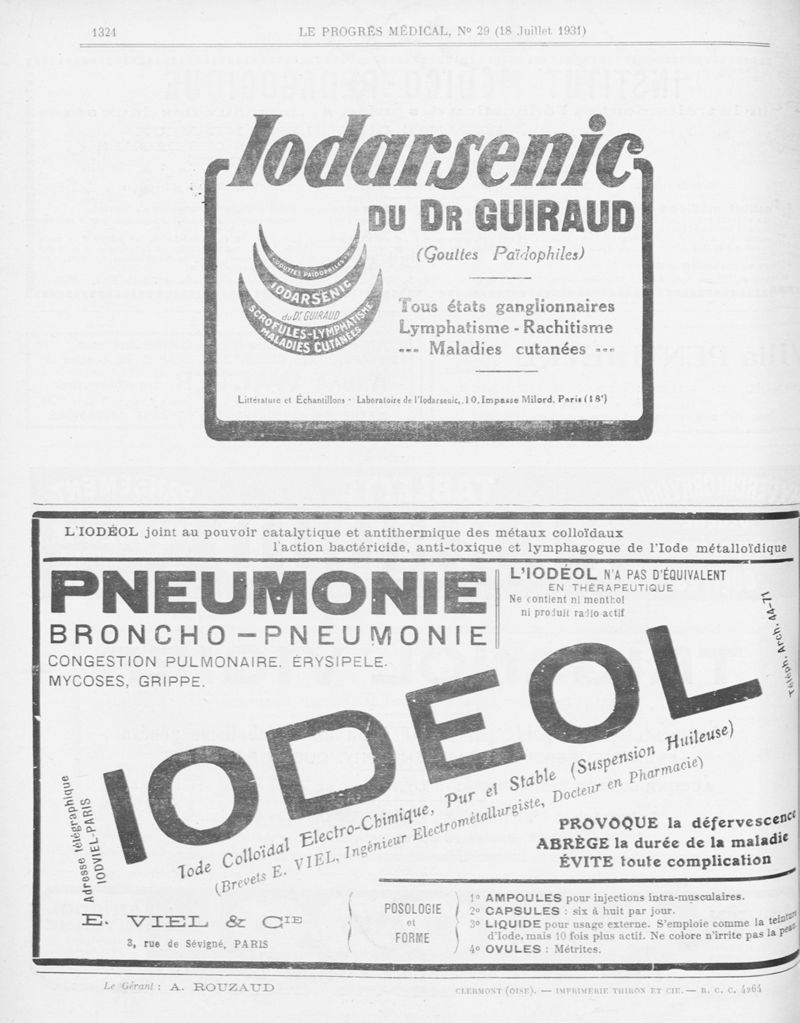 1324
LE PROGRÈS MÉDICAL, No 29 (18 Juillet 1931)
Iodarsenic
DU DR GUIRAUD
(Gouttes Païdophiles)
GOUTTES PAÏDOPHILES
IODARSENIC
du Dr. GUIRAUD
SCROFULES-LYMPHATISME
MALADIES CUTANÉES
Tous états ganglionnaires
Lymphatisme - Rachitisme
--- Maladies cutanées ---
Littérature et Échantillons - Laboratoire de l'Iodarsenic, 10, Impasse Milord, Paris (18e)
L'IODÉOL joint au pouvoir catalytique et antithermique des métaux colloïdaux
l'action bactéricide, anti-toxique et lymphagogue de l'Iode métalloïdique
PNEUMONIE
BRONCHO-PNEUMONIE
CONGESTION PULMONAIRE. ÉRYSIPELE.
MYCOSES, GRIPPE.
L'IODÉOL N'A PAS D'ÉQUIVALENT
EN THÉRAPEUTIQUE
Ne contient ni menthol
ni produit radio-actif
Téléph. Arch. 44-71
IODEOL
Iode Colloïdal Electro-Chimique, Pur et Stable (Suspension Huileuse)
(Brevets E. VIEL, Ingénieur Electrométallurgiste, Docteur en Pharmacie)
Adresse télégraphique
IODVIEL-PARIS
PROVOQUE la défervescence
ABRÈGE la durée de la maladie
ÉVITE toute complication
E. VIEL & CIE
3, rue de Sévigné, PARIS
POSOLOGIE
et
FORME
1o AMPOULES pour injections intra-musculaires.
2o CAPSULES : six à huit par jour.
3o LIQUIDE pour usage externe. S'emploie comme la teinture
d'Iode, mais 10 fois plus actif. Ne colore n'irrite pas la peau.
4o OVULES : Métrites.
Le Gérant : A. ROUZAUD
CLERMONT (OISE). — IMPRIMERIE THIRON ET CIE. — R. C. C. 4264